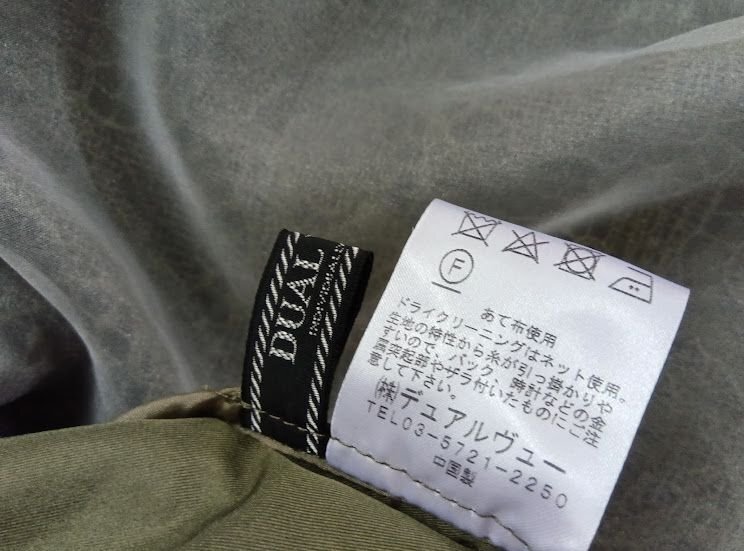 DUAL
INDIVIDUALS
F
あて布使用
ドライクリーニングはネット使用。
生地の特性から糸が引っ掛かりや
すいので、バック、時計などの金
具突起部やザラ付いたものにご注
意して下さい。
㈱デュアルヴュー
TEL03-5721-2250
中国製